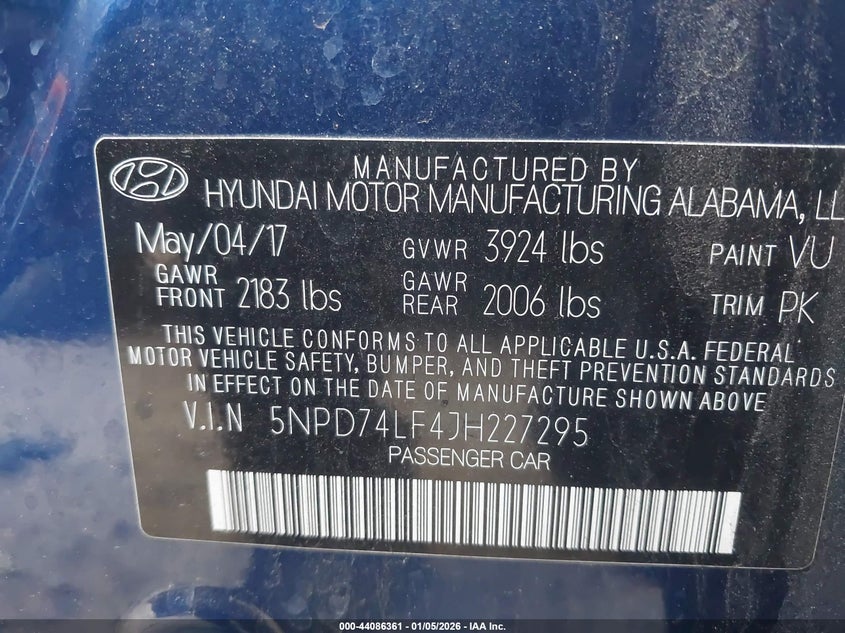 MANUFACTURED BY
HYUNDAI MOTOR MANUFACTURING ALABAMA, LL
May/04/17 GVWR 3924 lbs PAINT VU
GAWR FRONT 2183 lbs GAWR REAR 2006 lbs TRIM PK
THIS VEHICLE CONFORMS TO ALL APPLICABLE U.S.A. FEDERAL
MOTOR VEHICLE SAFETY, BUMPER, AND THEFT PREVENTION STANDARDS
IN EFFECT ON THE DATE OF MANUFACTURE SHOWN ABOVE
V.I.N 5NPD74LF4JH227295
PASSENGER CAR
000-44086361 - 01/05/2026 - IAA Inc.